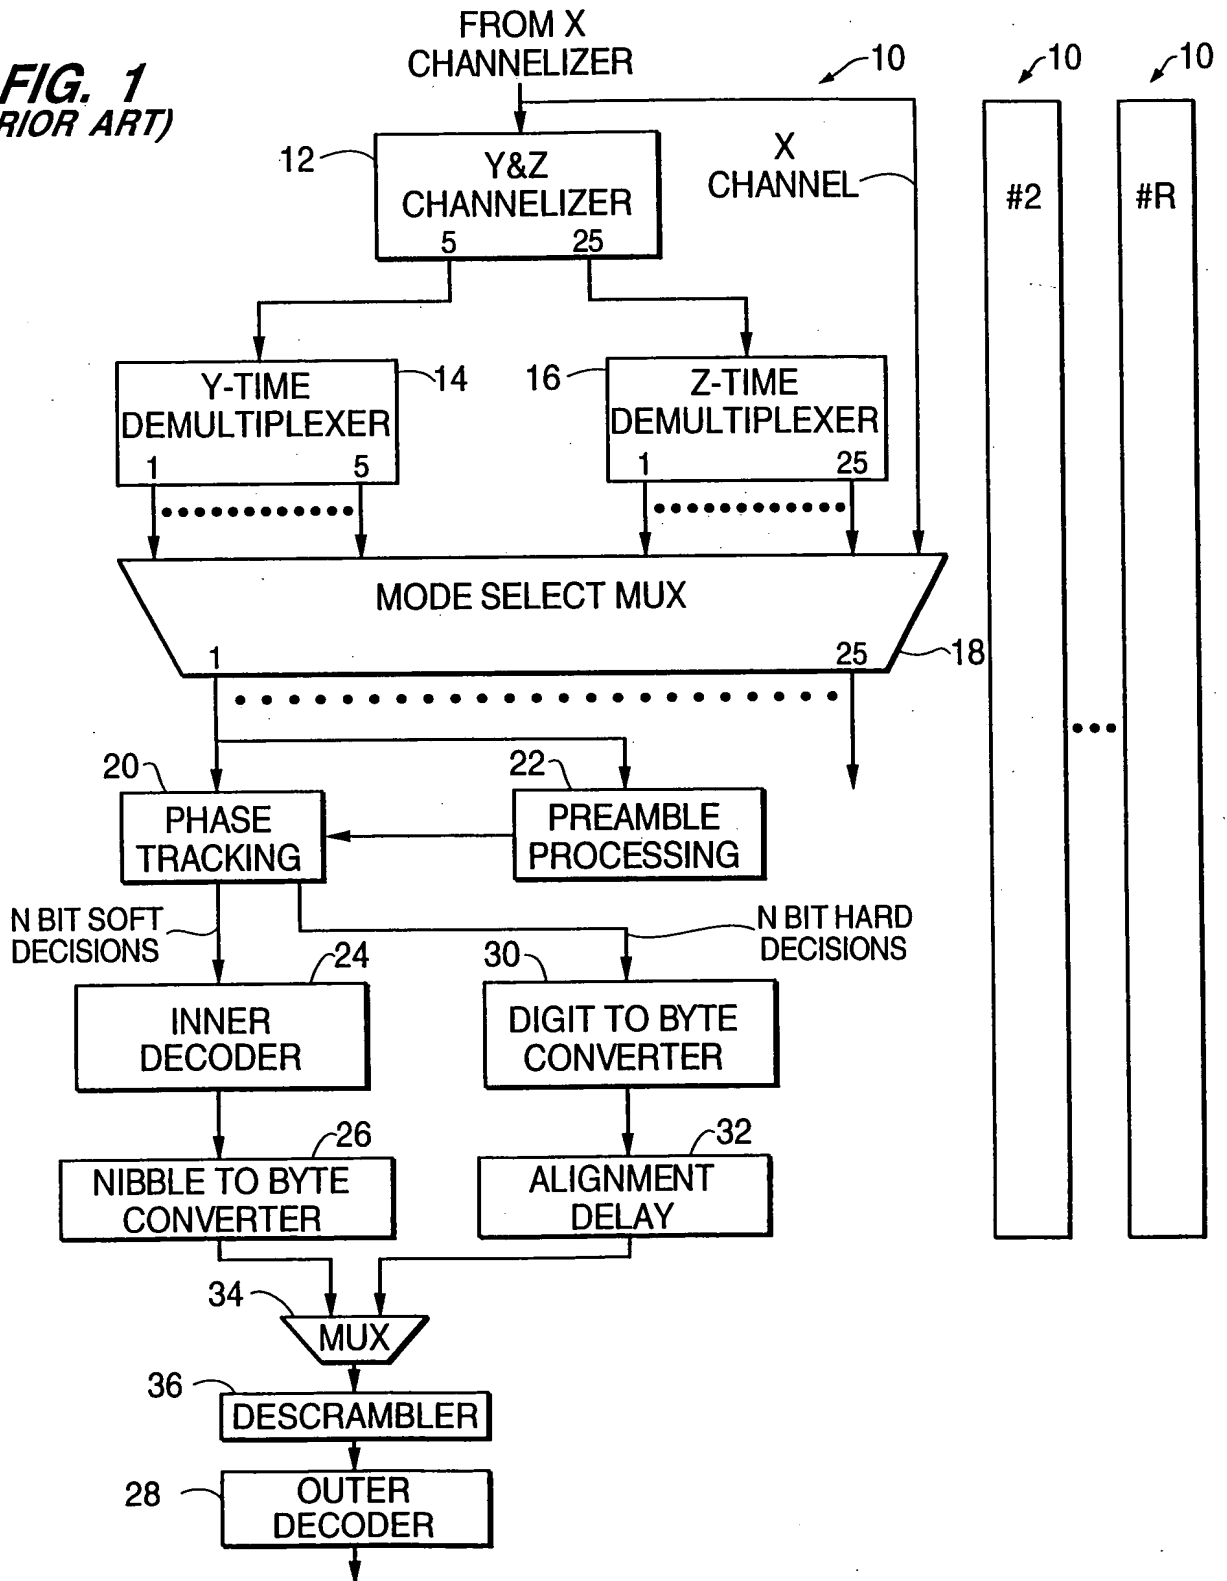 FROM X
CHANNELIZER
FIG. 1
RIOR ART)
10
10
10
12
Y&Z
CHANNELIZER
5 25
X
CHANNEL
#2
#R
Y-TIME
DEMULTIPLEXER
1 5
14
16
Z-TIME
DEMULTIPLEXER
1 25
MODE SELECT MUX
1 25
18
20
PHASE
TRACKING
22
PREAMBLE
PROCESSING
N BIT SOFT
DECISIONS
N BIT HARD
DECISIONS
24
INNER
DECODER
30
DIGIT TO BYTE
CONVERTER
26
NIBBLE TO BYTE
CONVERTER
32
ALIGNMENT
DELAY
34
MUX
36
DESCRAMBLER
28
OUTER
DECODER